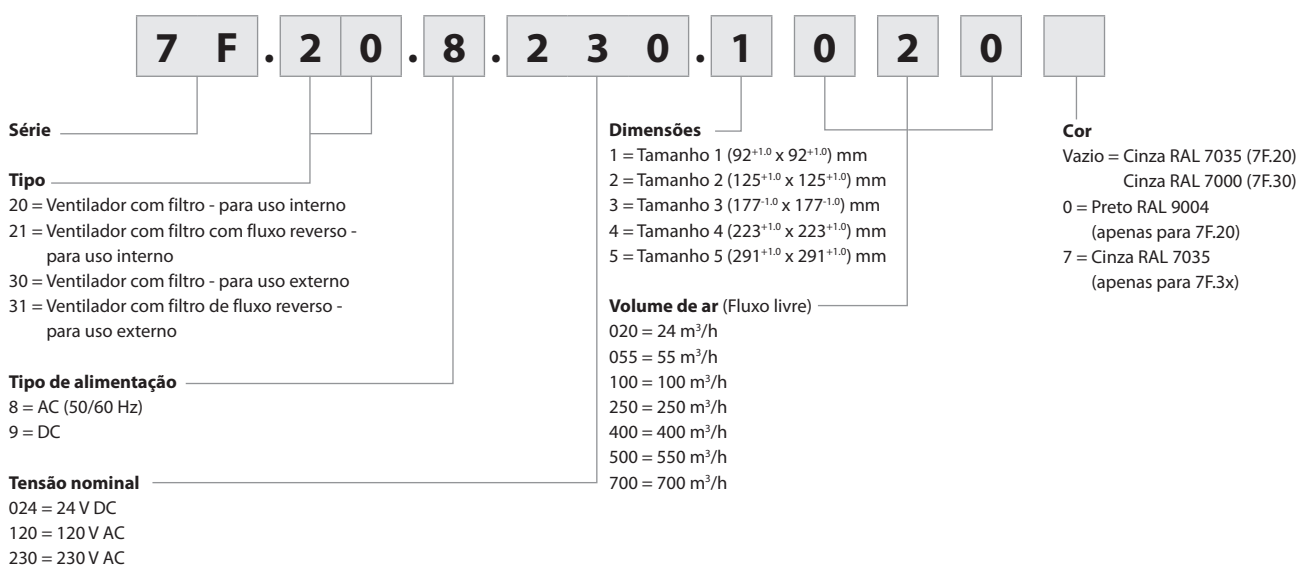 7 F . 2 0 . 8 . 2 3 0 . 1 0 2 0
Série
Tipo
20 = Ventilador com filtro - para uso interno
21 = Ventilador com filtro com fluxo reverso -
para uso interno
30 = Ventilador com filtro - para uso externo
31 = Ventilador com filtro de fluxo reverso -
para uso externo
Tipo de alimentação
8 = AC (50/60 Hz)
9 = DC
Tensão nominal
024 = 24 V DC
120 = 120 V AC
230 = 230 V AC
Dimensões
1 = Tamanho 1 (92⁺¹·⁰ x 92⁺¹·⁰) mm
2 = Tamanho 2 (125⁺¹·⁰ x 125⁺¹·⁰) mm
3 = Tamanho 3 (177⁻¹·⁰ x 177⁻¹·⁰) mm
4 = Tamanho 4 (223⁺¹·⁰ x 223⁺¹·⁰) mm
5 = Tamanho 5 (291⁺¹·⁰ x 291⁺¹·⁰) mm
Volume de ar (Fluxo livre)
020 = 24 m³/h
055 = 55 m³/h
100 = 100 m³/h
250 = 250 m³/h
400 = 400 m³/h
500 = 550 m³/h
700 = 700 m³/h
Cor
Vazio = Cinza RAL 7035 (7F.20)
Cinza RAL 7000 (7F.30)
0 = Preto RAL 9004
(apenas para 7F.20)
7 = Cinza RAL 7035
(apenas para 7F.3x)